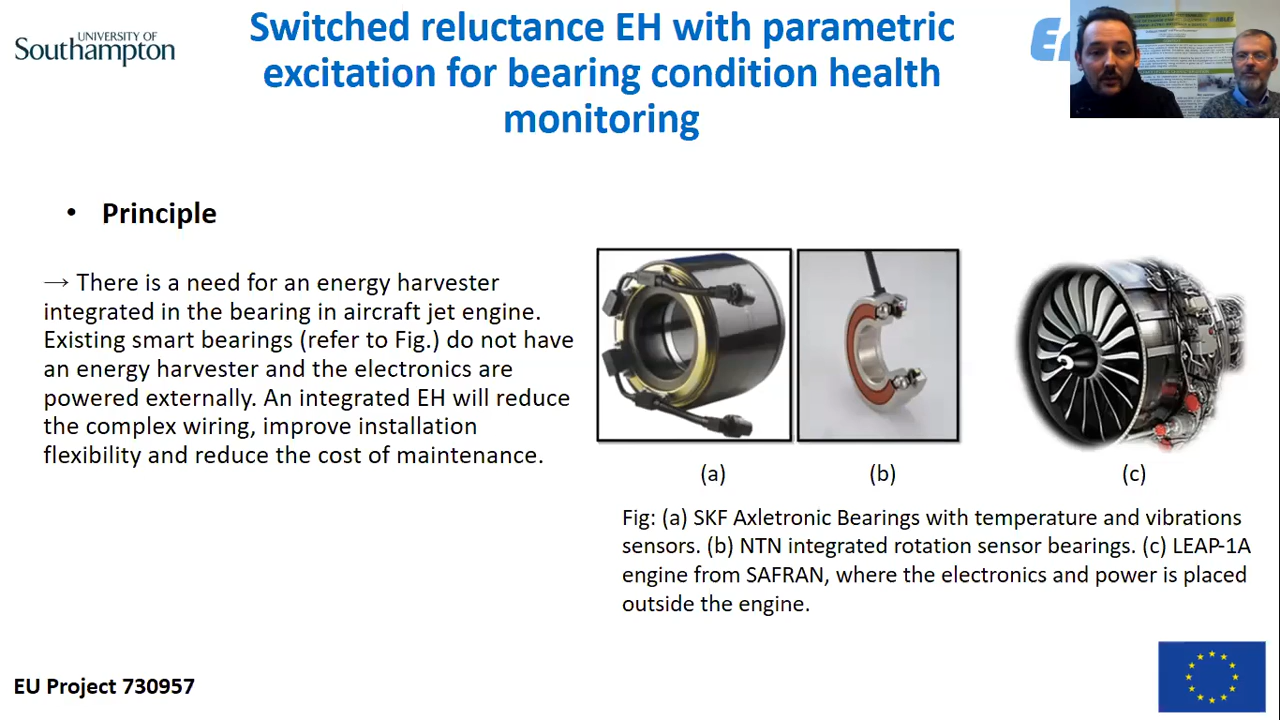 UNIVERSITY OF
Southampton
Switched reluctance EH with parametric
excitation for bearing condition health
monitoring
• Principle
→ There is a need for an energy harvester
integrated in the bearing in aircraft jet engine.
Existing smart bearings (refer to Fig.) do not have
an energy harvester and the electronics are
powered externally. An integrated EH will reduce
the complex wiring, improve installation
flexibility and reduce the cost of maintenance.
(a)
(b)
(c)
Fig: (a) SKF Axletronic Bearings with temperature and vibrations
sensors. (b) NTN integrated rotation sensor bearings. (c) LEAP-1A
engine from SAFRAN, where the electronics and power is placed
outside the engine.
EU Project 730957